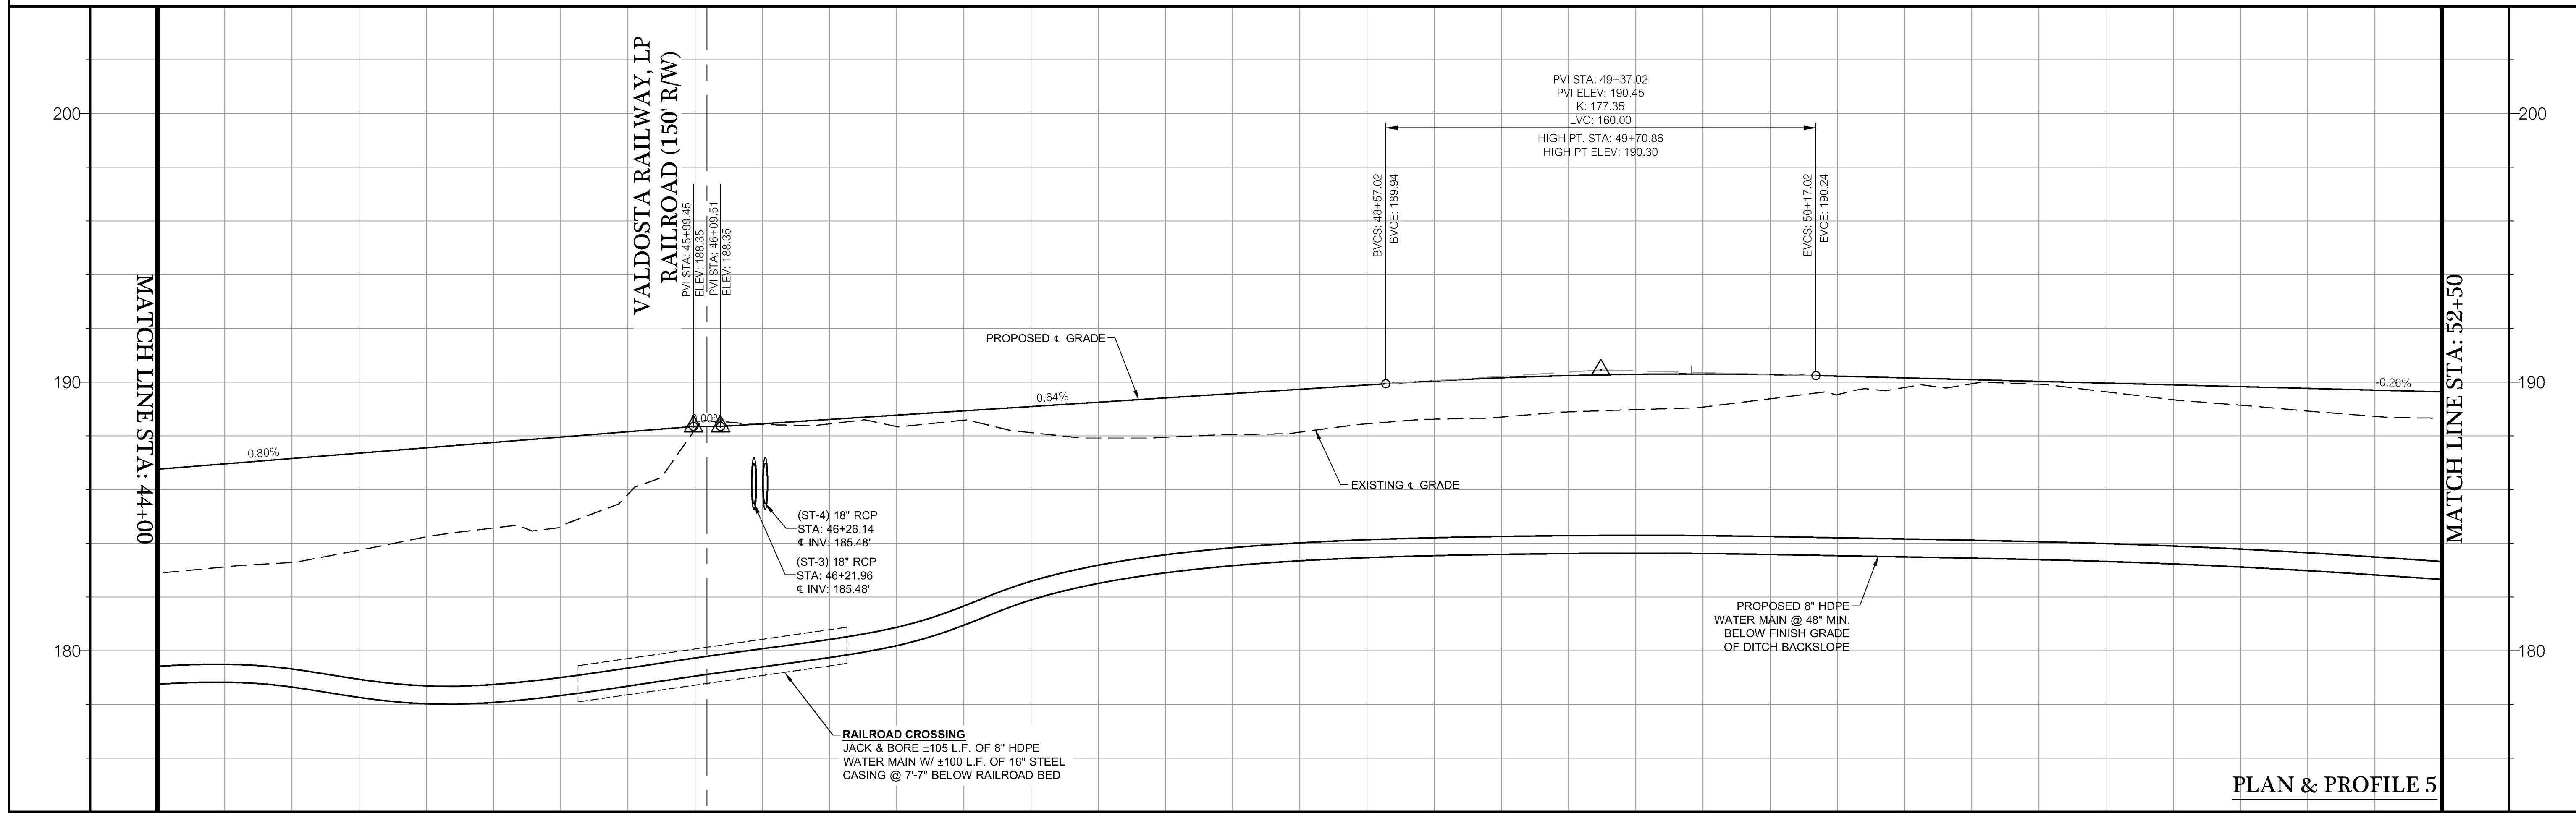 200
190
180
MATCH LINE STA: 44+00
0.80%
VALDOSTA RAILWAY, LP
RAILROAD (150' R/W)
PVI STA: 45+99.45
ELEV: 188.35
PVI STA: 46+09.51
ELEV: 188.35
0.00%
(ST-4) 18" RCP
STA: 46+26.14
℄ INV: 185.48'
(ST-3) 18" RCP
STA: 46+21.96
℄ INV: 185.48'
RAILROAD CROSSING
JACK & BORE ±105 L.F. OF 8" HDPE
WATER MAIN W/ ±100 L.F. OF 16" STEEL
CASING @ 7'-7" BELOW RAILROAD BED
PROPOSED ℄ GRADE
0.64%
EXISTING ℄ GRADE
PVI STA: 49+37.02
PVI ELEV: 190.45
K: 177.35
LVC: 160.00
HIGH PT. STA: 49+70.86
HIGH PT ELEV: 190.30
BVCS: 48+57.02
BVCE: 189.94
EVCS: 50+17.02
EVCE: 190.24
PROPOSED 8" HDPE
WATER MAIN @ 48" MIN.
BELOW FINISH GRADE
OF DITCH BACKSLOPE
-0.26%
MATCH LINE STA: 52+50
200
190
180
PLAN & PROFILE 5